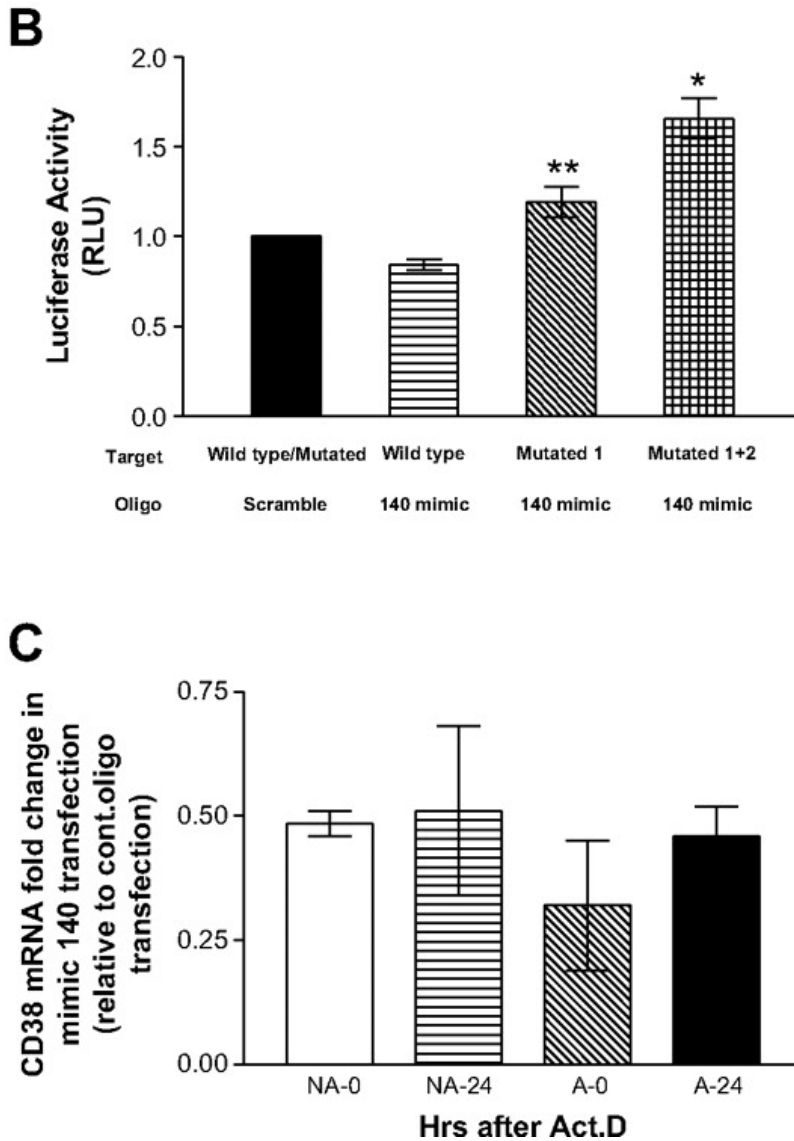 B
Luciferase Activity
(RLU)
2.0
1.5
1.0
0.5
0.0
**
*
Target Wild type/Mutated Wild type Mutated 1 Mutated 1+2
Oligo Scramble 140 mimic 140 mimic 140 mimic
C
CD38 mRNA fold change in
mimic 140 transfection
(relative to cont.oligo
transfection)
0.75
0.50
0.25
0.00
NA-0 NA-24 A-0 A-24
Hrs after Act.D